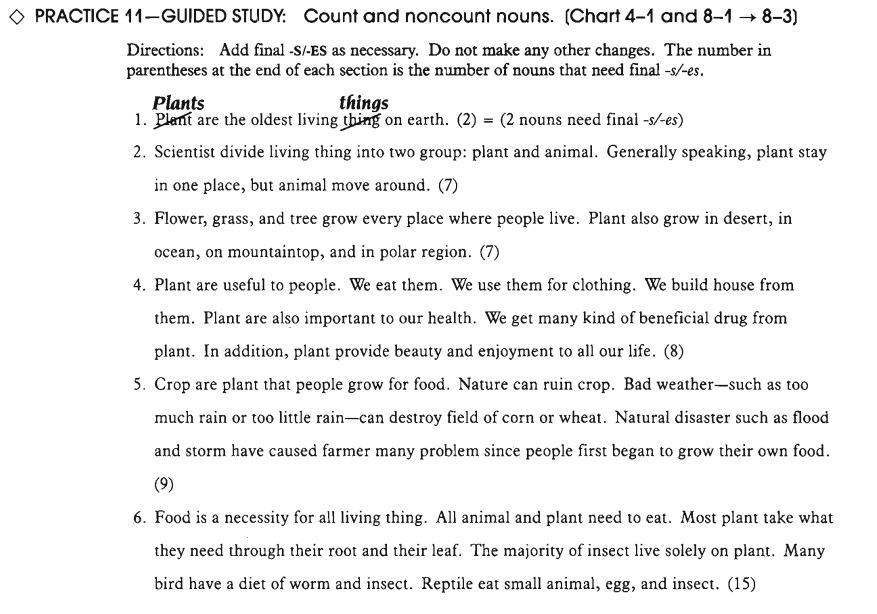 ◇ PRACTICE 11—GUIDED STUDY: Count and noncount nouns. (Chart 4–1 and 8–1 → 8–3)
Directions: Add final -S/-ES as necessary. Do not make any other changes. The number in
parentheses at the end of each section is the number of nouns that need final -s/-es.
Plants things
1. Plant are the oldest living thing on earth. (2) = (2 nouns need final -s/-es)
2. Scientist divide living thing into two group: plant and animal. Generally speaking, plant stay
in one place, but animal move around. (7)
3. Flower, grass, and tree grow every place where people live. Plant also grow in desert, in
ocean, on mountaintop, and in polar region. (7)
4. Plant are useful to people. We eat them. We use them for clothing. We build house from
them. Plant are also important to our health. We get many kind of beneficial drug from
plant. In addition, plant provide beauty and enjoyment to all our life. (8)
5. Crop are plant that people grow for food. Nature can ruin crop. Bad weather—such as too
much rain or too little rain—can destroy field of corn or wheat. Natural disaster such as flood
and storm have caused farmer many problem since people first began to grow their own food.
(9)
6. Food is a necessity for all living thing. All animal and plant need to eat. Most plant take what
they need through their root and their leaf. The majority of insect live solely on plant. Many
bird have a diet of worm and insect. Reptile eat small animal, egg, and insect. (15)